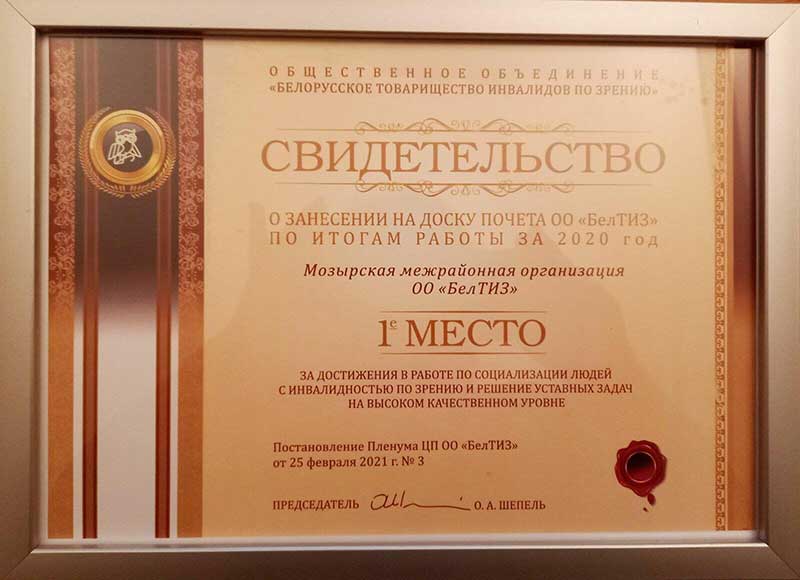 ОБЩЕСТВЕННОЕ ОБЪЕДИНЕНИЕ
«БЕЛОРУССКОЕ ТОВАРИЩЕСТВО ИНВАЛИДОВ ПО ЗРЕНИЮ»
СВИДЕТЕЛЬСТВО
О ЗАНЕСЕНИИ НА ДОСКУ ПОЧЕТА ОО «БелТИЗ»
ПО ИТОГАМ РАБОТЫ ЗА 2020 год
Мозырская межрайонная организация
ОО «БелТИЗ»
1е МЕСТО
ЗА ДОСТИЖЕНИЯ В РАБОТЕ ПО СОЦИАЛИЗАЦИИ ЛЮДЕЙ
С ИНВАЛИДНОСТЬЮ ПО ЗРЕНИЮ И РЕШЕНИЕ УСТАВНЫХ ЗАДАЧ
НА ВЫСОКОМ КАЧЕСТВЕННОМ УРОВНЕ
Постановление Пленума ЦП ОО «БелТИЗ»
от 25 февраля 2021 г. № 3
ПРЕДСЕДАТЕЛЬ О. А. ШЕПЕЛЬ